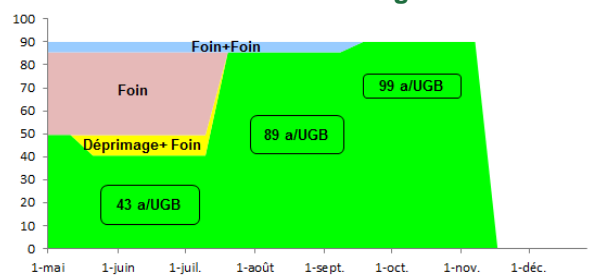 100
90
80
70
60
50
40
30
20
10
0
Foin+Foin
Foin
Déprimage+ Foin
43 a/UGB
89 a/UGB
99 a/UGB
1-mai 1-juin 1-juil. 1-août 1-sept. 1-oct. 1-nov. 1-déc.